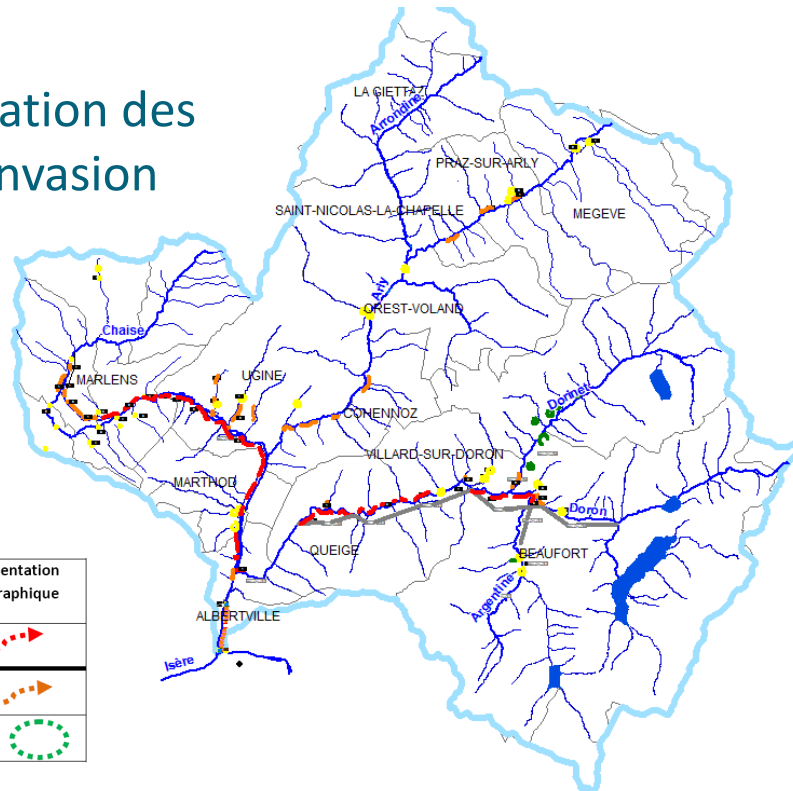 ation des
nvasion
LA GIETTAZ
Arrondine
PRAZ-SUR-ARLY
SAINT-NICOLAS-LA-CHAPELLE
MEGEVE
Arly
CREST-VOLAND
Chaise
MARLENS
UGINE
Dorinet
COHENNOZ
VILLARD-SUR-DORON
MARTHOD
Doron
QUEIGE
BEAUFORT
entation
raphique
Argentine
ALBERTVILLE
Isère